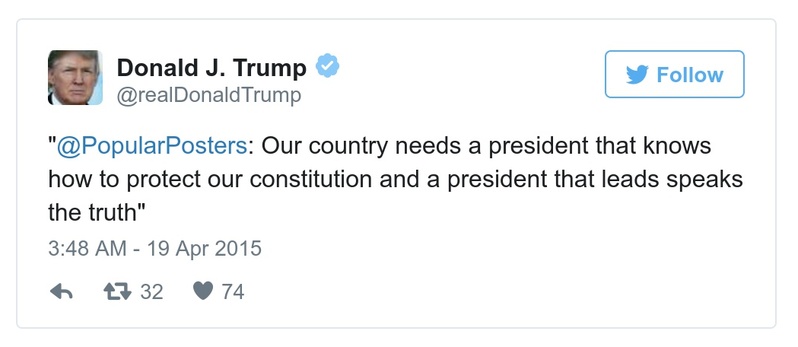 Donald J. Trump
Follow
@realDonaldTrump
"@PopularPosters: Our country needs a president that knows
how to protect our constitution and a president that leads speaks
the truth"
3:48 AM - 19 Apr 2015
32 74